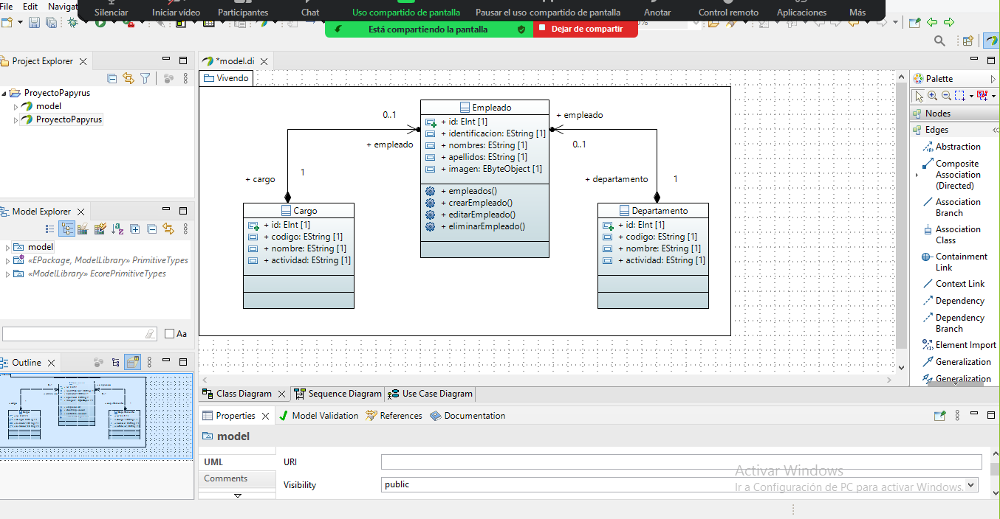 File Edit Navigat
Silenciar Iniciar vídeo Participantes Chat Uso compartido de pantalla Pausar el uso compartido de pantalla Anotar Control remoto Aplicaciones Más
Está compartiendo la pantalla Dejar de compartir
Project Explorer
ProyectoPapyrus
model
ProyectoPapyrus
Model Explorer
model
«EPackage, ModelLibrary» PrimitiveTypes
«ModelLibrary» EcorePrimitiveTypes
Aa
Outline
*model.di
Vivendo
Empleado
+ id: EInt [1]
+ identificacion: EString [1]
+ nombres: EString [1]
+ apellidos: EString [1]
+ imagen: EByteObject [1]
+ empleados()
+ crearEmpleado()
+ editarEmpleado()
+ eliminarEmpleado()
0..1
+ empleado
+ cargo
1
+ empleado
0..1
+ departamento
1
Cargo
+ id: EInt [1]
+ codigo: EString [1]
+ nombre: EString [1]
+ actividad: EString [1]
Departamento
+ id: EInt [1]
+ codigo: EString [1]
+ nombre: EString [1]
+ actividad: EString [1]
Class Diagram Sequence Diagram Use Case Diagram
Properties Model Validation References Documentation
model
UML
Comments
URI
Visibility
public
Activar Windows
Ir a Configuración de PC para activar Windows.
Palette
Nodes
Edges
Abstraction
Composite
Association
(Directed)
Association
Branch
Association
Class
Containment
Link
Context Link
Dependency
Dependency
Branch
Element Import
Generalization
Generalization